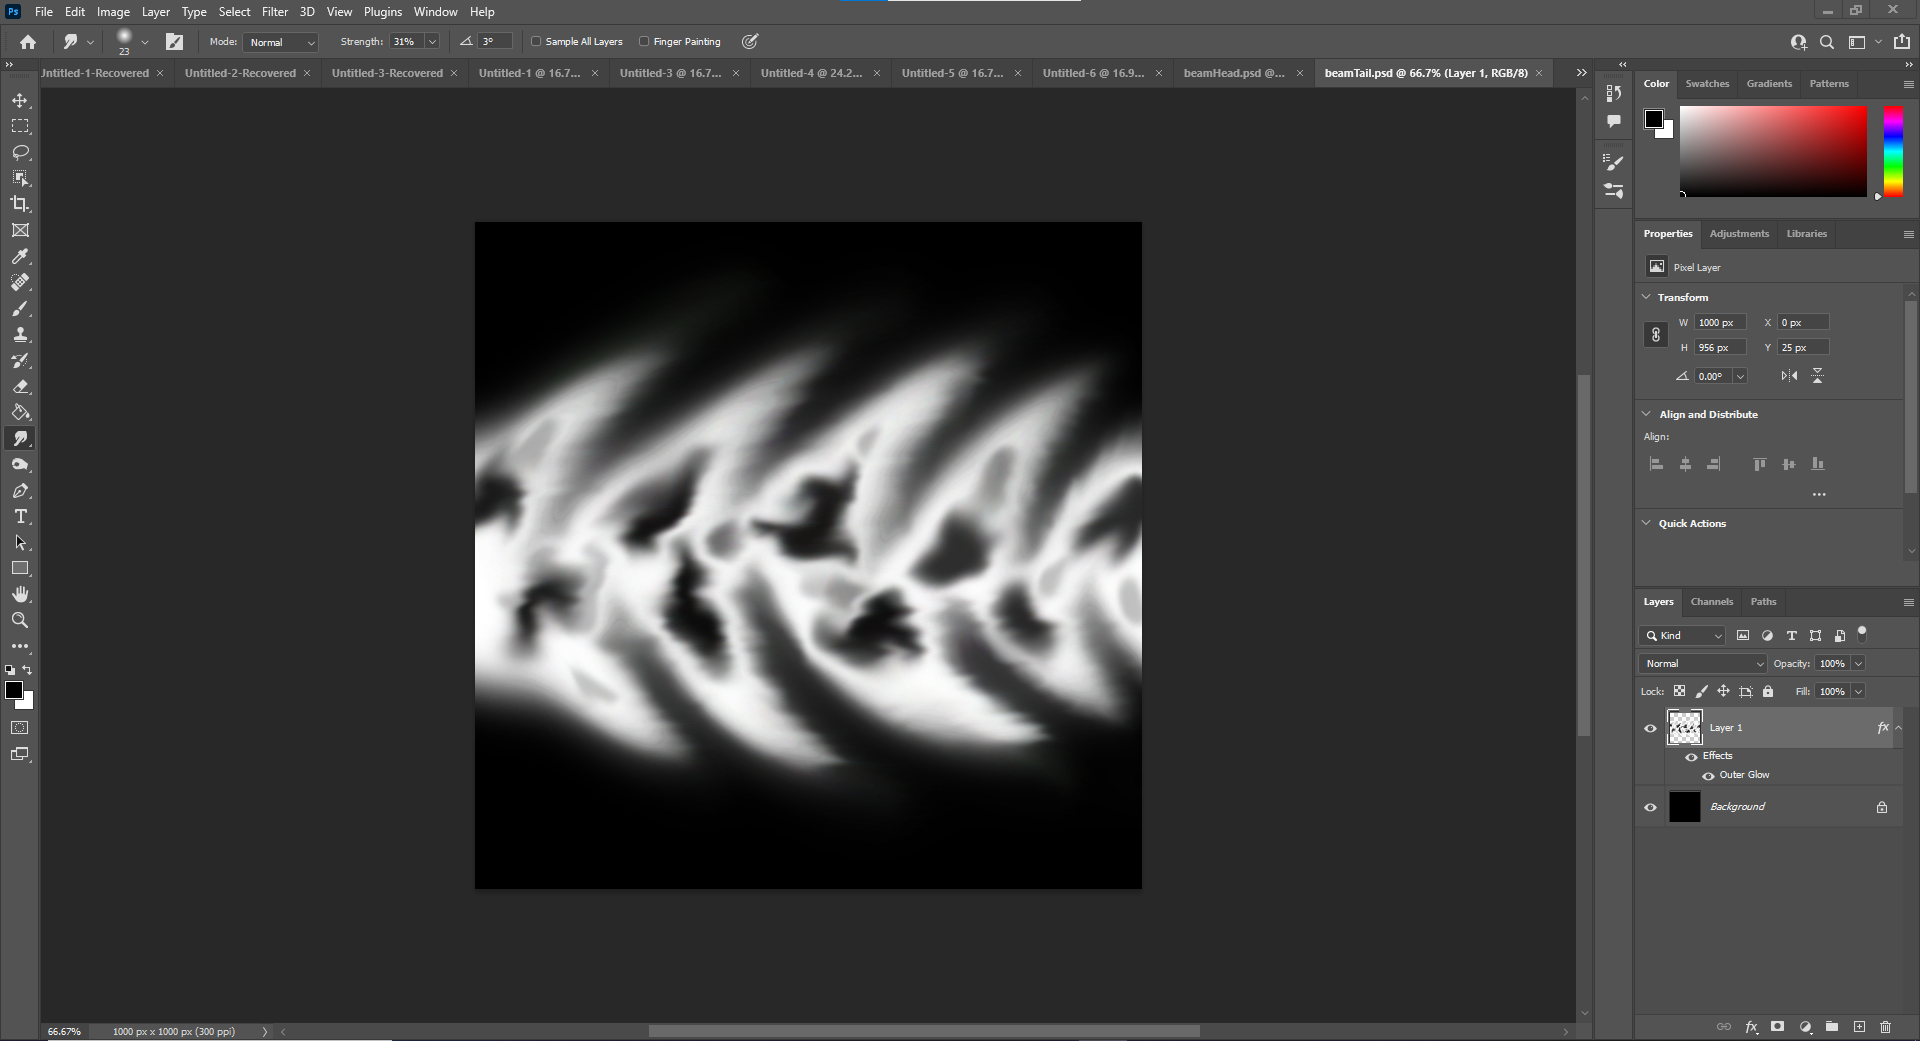 Ps File Edit Image Layer Type Select Filter 3D View Plugins Window Help
23 Mode: Normal Strength: 31% 3° Sample All Layers Finger Painting
Untitled-1-Recovered Untitled-2-Recovered Untitled-3-Recovered Untitled-1 @ 16.7... Untitled-3 @ 16.7... Untitled-4 @ 24.2... Untitled-5 @ 16.7... Untitled-6 @ 16.9... beamHead.psd @... beamTail.psd @ 66.7% (Layer 1, RGB/8)
Color Swatches Gradients Patterns
Properties Adjustments Libraries
Pixel Layer
Transform
W 1000 px X 0 px
H 956 px Y 25 px
0.00°
Align and Distribute
Align:
Quick Actions
Layers Channels Paths
Kind
Normal Opacity: 100%
Lock: Fill: 100%
Layer 1 fx
Effects
Outer Glow
Background
66.67% 1000 px x 1000 px (300 ppi)
fx